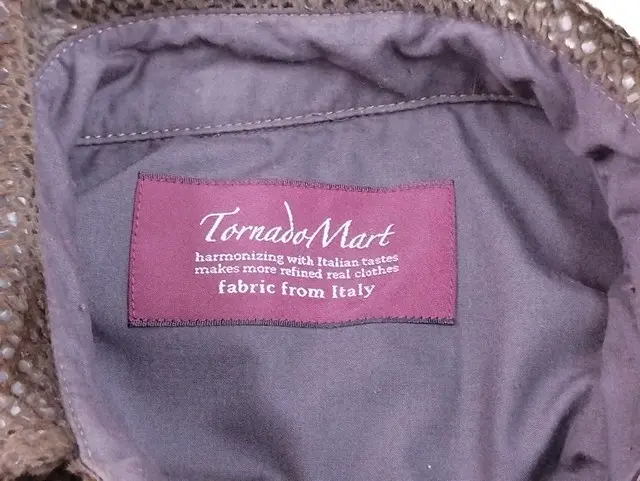 TornadoMart
harmonizing with Italian tastes
makes more refined real clothes
fabric from Italy